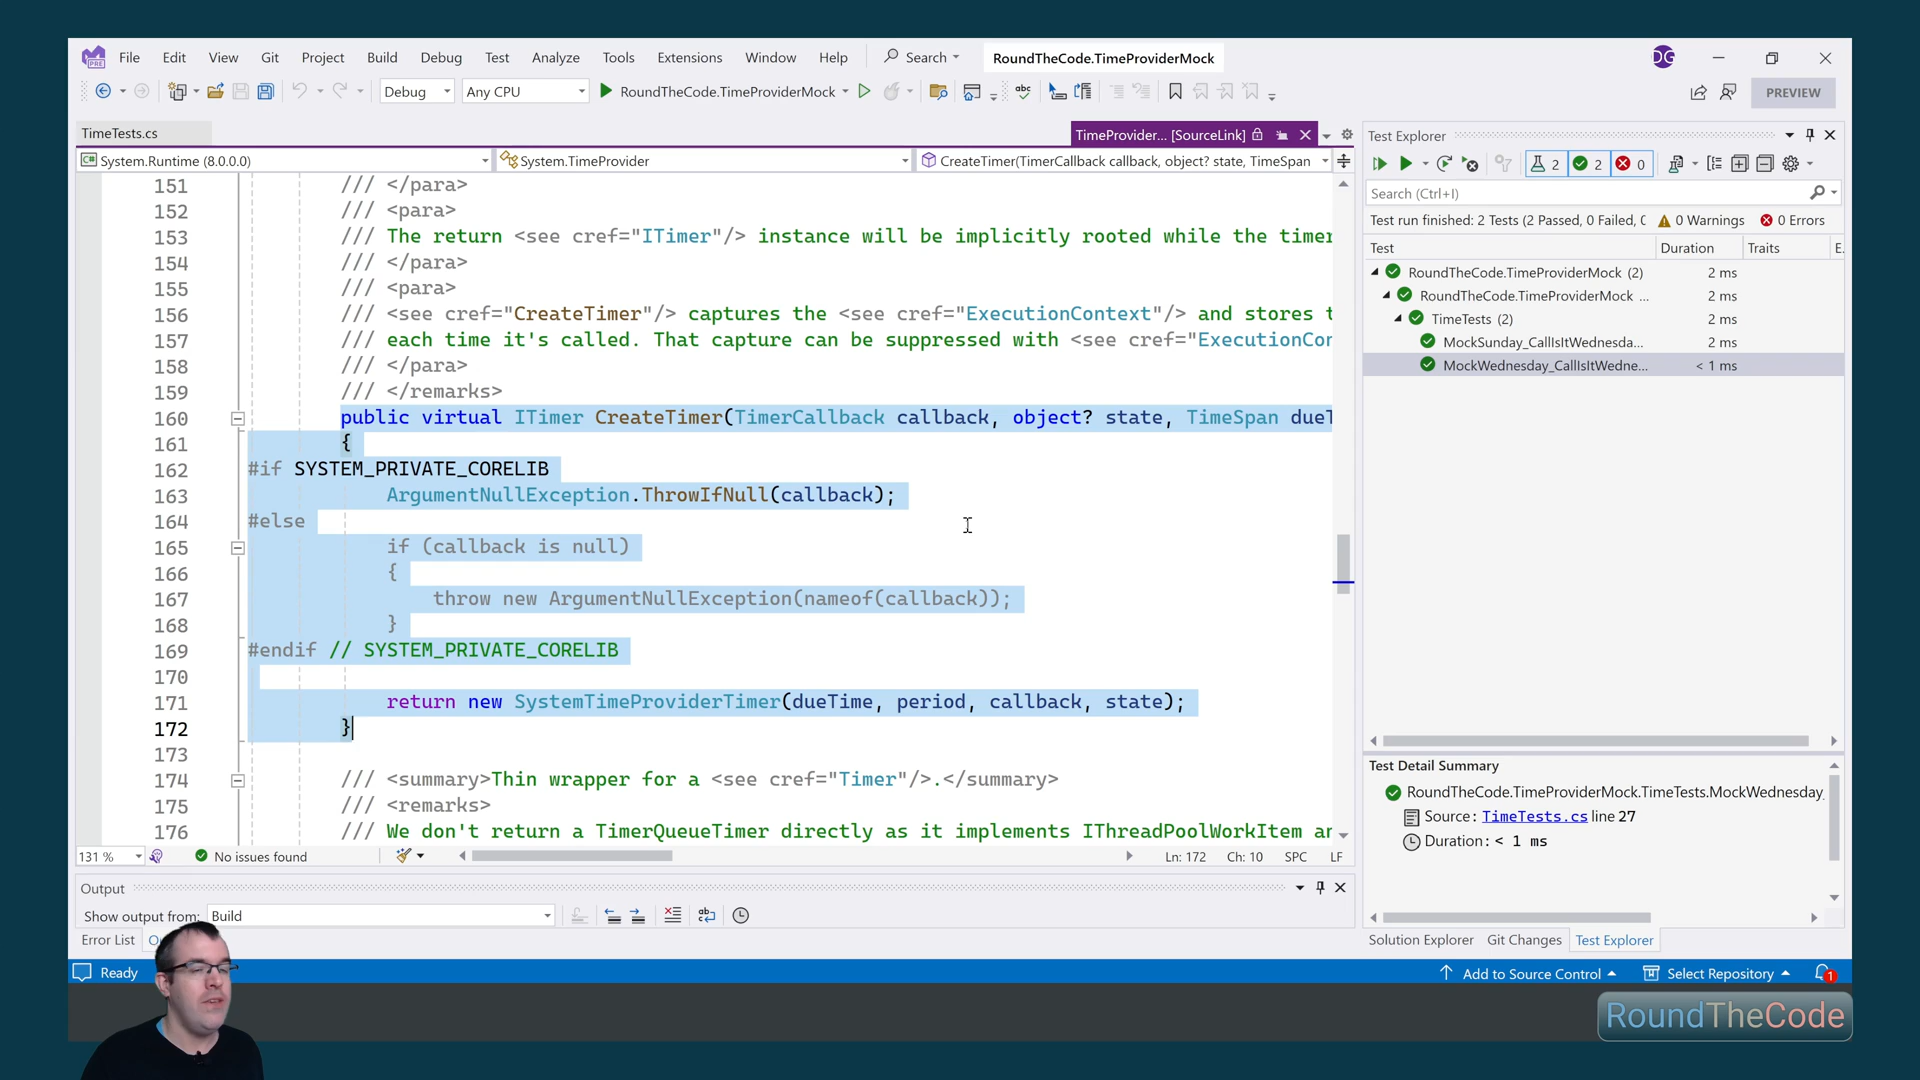 File Edit View Git Project Build Debug Test Analyze Tools Extensions Window Help Search RoundTheCode.TimeProviderMock DG
Debug Any CPU RoundTheCode.TimeProviderMock PREVIEW
TimeTests.cs TimeProvider... [SourceLink]
System.Runtime (8.0.0.0) System.TimeProvider CreateTimer(TimerCallback callback, object? state, TimeSpan
151 /// </para>
152 /// <para>
153 /// The return <see cref="ITimer"/> instance will be implicitly rooted while the timer
154 /// </para>
155 /// <para>
156 /// <see cref="CreateTimer"/> captures the <see cref="ExecutionContext"/> and stores t
157 /// each time it's called. That capture can be suppressed with <see cref="ExecutionCor
158 /// </para>
159 /// </remarks>
160 public virtual ITimer CreateTimer(TimerCallback callback, object? state, TimeSpan dueT
161 {
162 #if SYSTEM_PRIVATE_CORELIB
163 ArgumentNullException.ThrowIfNull(callback);
164 #else
165 if (callback is null)
166 {
167 throw new ArgumentNullException(nameof(callback));
168 }
169 #endif // SYSTEM_PRIVATE_CORELIB
170
171 return new SystemTimeProviderTimer(dueTime, period, callback, state);
172 }
173
174 /// <summary>Thin wrapper for a <see cref="Timer"/>.</summary>
175 /// <remarks>
176 /// We don't return a TimerQueueTimer directly as it implements IThreadPoolWorkItem ar
131 % No issues found Ln: 172 Ch: 10 SPC LF
Output
Show output from: Build
Error List
Test Explorer
2 2 0
Search (Ctrl+I)
Test run finished: 2 Tests (2 Passed, 0 Failed, 0 Warnings 0 Errors
Test Duration Traits E.
RoundTheCode.TimeProviderMock (2) 2 ms
RoundTheCode.TimeProviderMock ... 2 ms
TimeTests (2) 2 ms
MockSunday_CallIsItWednesda... 2 ms
MockWednesday_CallIsItWedne... < 1 ms
Test Detail Summary
RoundTheCode.TimeProviderMock.TimeTests.MockWednesday
Source: TimeTests.cs line 27
Duration: < 1 ms
Solution Explorer Git Changes Test Explorer
Ready Add to Source Control Select Repository 1
RoundTheCode